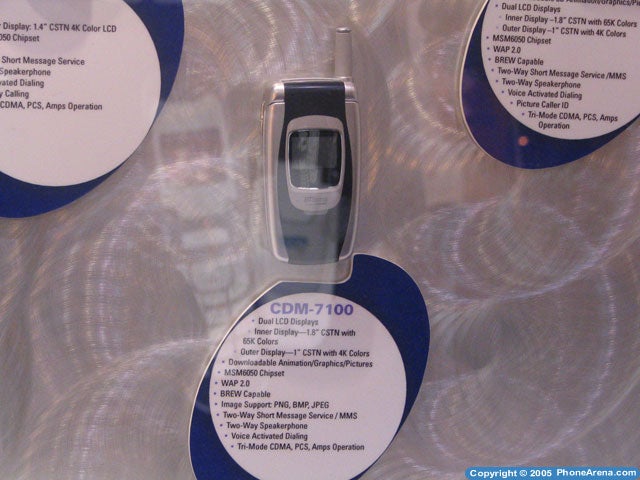 Display: 1.4" CSTN 4K Color LCD
050 Chipset
Short Message Service
Speakerphone
vated Dialing
y Calling
CDMA, PCS, Amps Operation
Animation/Graphics/Pi
• Dual LCD Displays
• Inner Display –1.8" CSTN with 65K Colors
• Outer Display –1" CSTN with 4K Colors
• MSM6050 Chipset
• WAP 2.0
• BREW Capable
• Two-Way Short Message Service /MMS
• Two-Way Speakerphone
• Voice Activated Dialing
• Picture Caller ID
• Tri-Mode CDMA, PCS, Amps
Operation
CDM-7100
• Dual LCD Displays
• Inner Display—1.8" CSTN with
65K Colors
• Outer Display—1" CSTN with 4K Colors
• Downloadable Animation/Graphics/Pictures
• MSM6050 Chipset
• WAP 2.0
• BREW Capable
• Image Support: PNG, BMP, JPEG
• Two-Way Short Message Service / MMS
• Two-Way Speakerphone
• Voice Activated Dialing
• Tri-Mode CDMA, PCS, Amps Operation
Copyright © 2005 PhoneArena.com